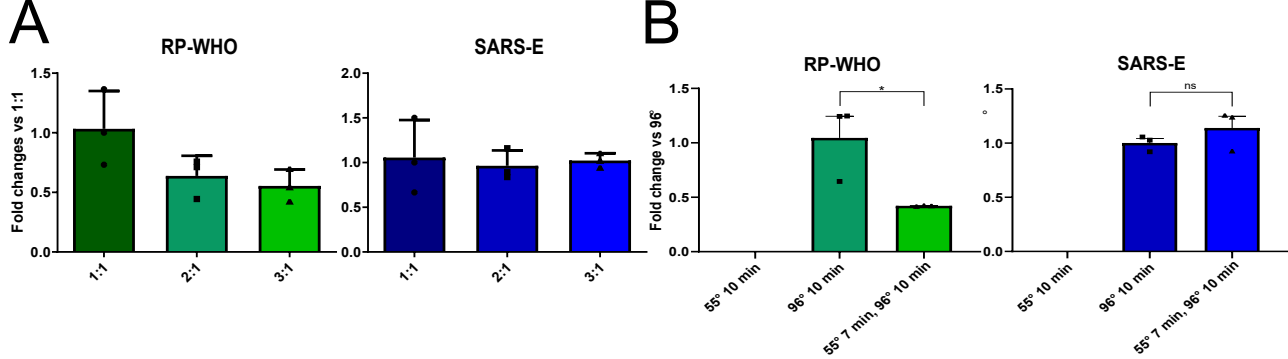 A
B
RP-WHO
SARS-E
Fold changes vs 1:1
1.5
1.0
0.5
0.0
1:1
2:1
3:1
2.0
1.5
1.0
0.5
0.0
1:1
2:1
3:1
RP-WHO
SARS-E
Fold change vs 96°
1.5
1.0
0.5
0.0
*
55° 10 min
96° 10 min
55° 7 min, 96° 10 min
°
1.5
1.0
0.5
0.0
ns
55° 10 min
96° 10 min
55° 7 min, 96° 10 min